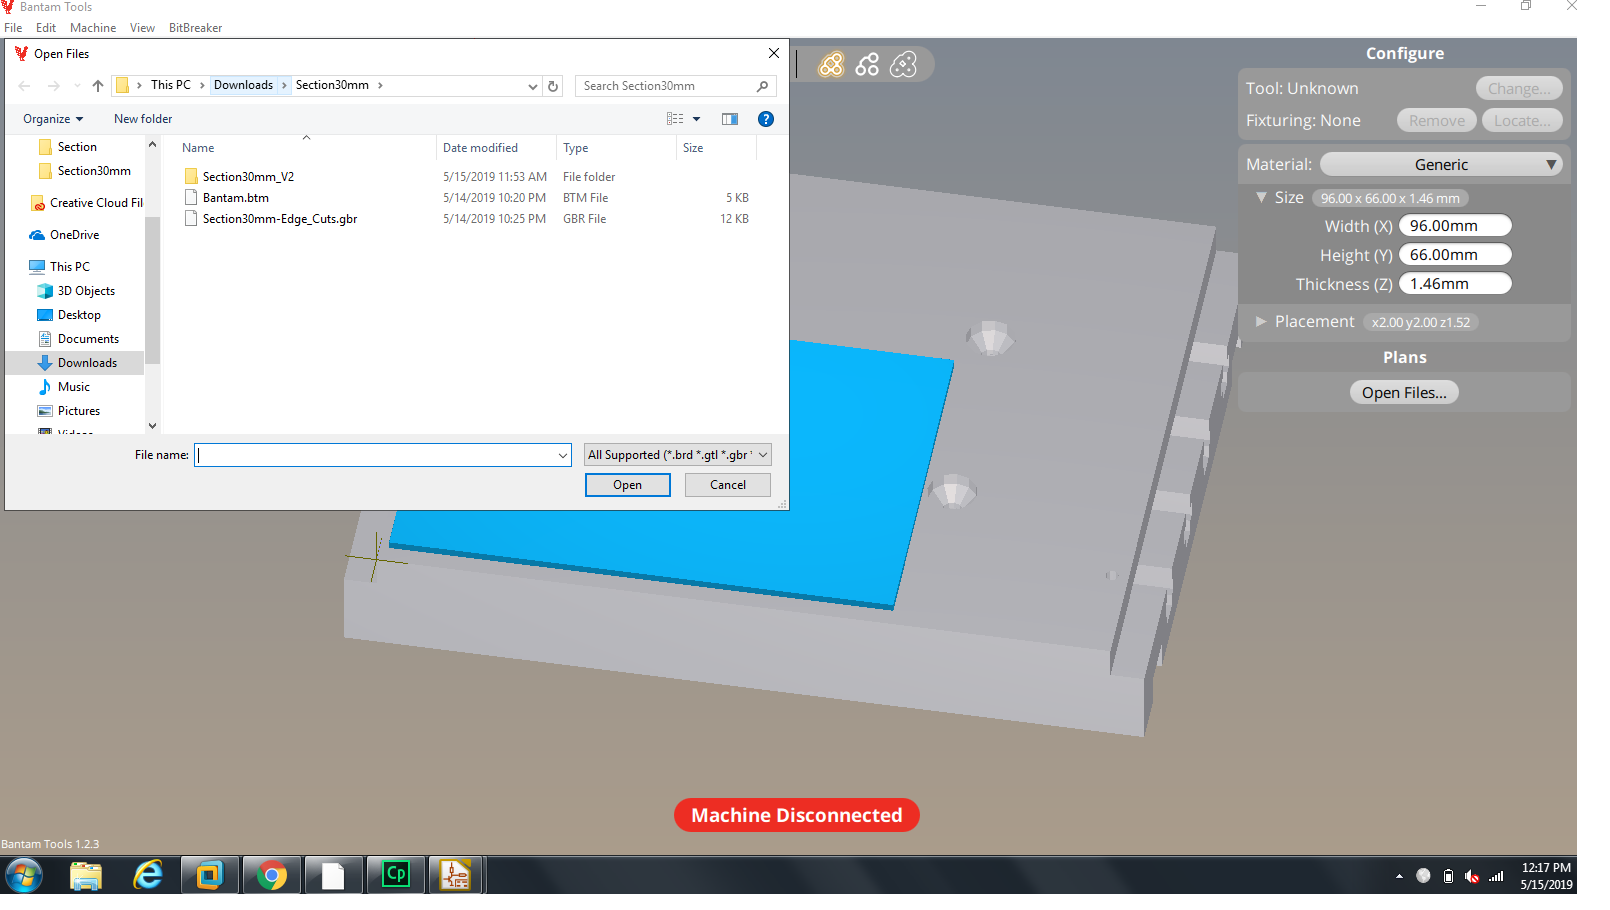 Bantam Tools
File Edit Machine View BitBreaker
Open Files
This PC Downloads Section30mm
Search Section30mm
Organize New folder
Name Date modified Type Size
Section
Section30mm
Creative Cloud Fil
OneDrive
This PC
3D Objects
Desktop
Documents
Downloads
Music
Pictures
Section30mm_V2 5/15/2019 11:53 AM File folder
Bantam.btm 5/14/2019 10:20 PM BTM File 5 KB
Section30mm-Edge_Cuts.gbr 5/14/2019 10:25 PM GBR File 12 KB
File name:
All Supported (*.brd *.gtl *.gbr *
Open Cancel
Configure
Tool: Unknown Change...
Fixturing: None Remove Locate...
Material: Generic
Size 96.00 x 66.00 x 1.46 mm
Width (X) 96.00mm
Height (Y) 66.00mm
Thickness (Z) 1.46mm
Placement x2.00 y2.00 z1.52
Plans
Open Files...
Machine Disconnected
Bantam Tools 1.2.3
Cp
12:17 PM
5/15/2019